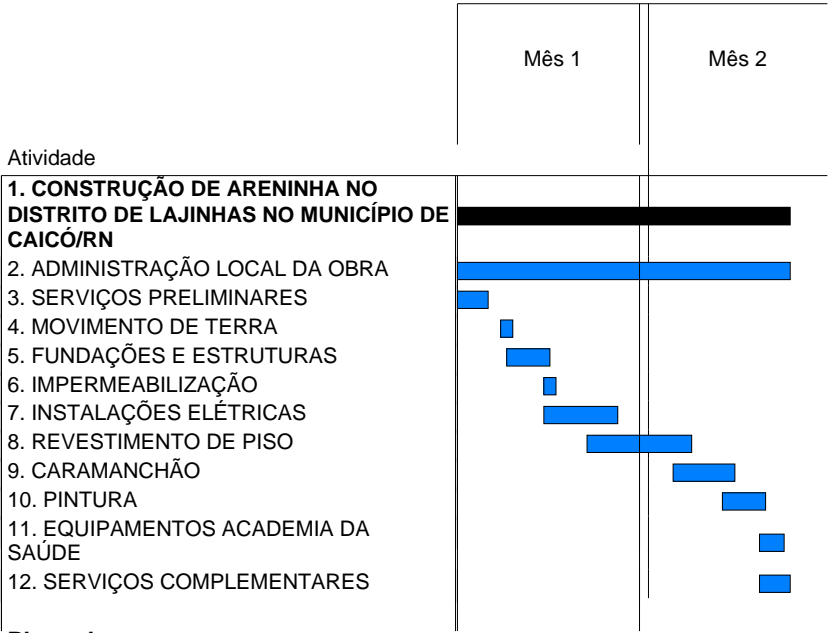 Mês 1
Mês 2
Atividade
1. CONSTRUÇÃO DE ARENINHA NO
DISTRITO DE LAJINHAS NO MUNICÍPIO DE
CAICÓ/RN
2. ADMINISTRAÇÃO LOCAL DA OBRA
3. SERVIÇOS PRELIMINARES
4. MOVIMENTO DE TERRA
5. FUNDAÇÕES E ESTRUTURAS
6. IMPERMEABILIZAÇÃO
7. INSTALAÇÕES ELÉTRICAS
8. REVESTIMENTO DE PISO
9. CARAMANCHÃO
10. PINTURA
11. EQUIPAMENTOS ACADEMIA DA
SAÚDE
12. SERVIÇOS COMPLEMENTARES